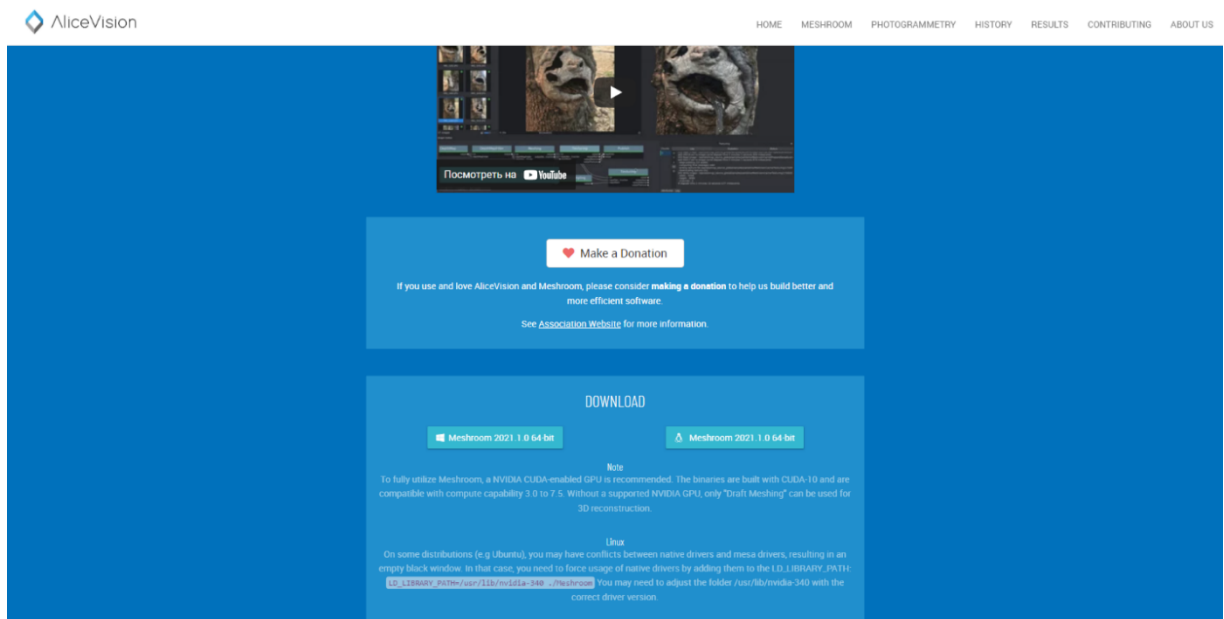 AliceVision
HOME MESHROOM PHOTOGRAMMETRY HISTORY RESULTS CONTRIBUTING ABOUT US
Посмотреть на YouTube
Make a Donation
If you use and love AliceVision and Meshroom, please consider making a donation to help us build better and
more efficient software.
See Association Website for more information.
DOWNLOAD
Meshroom 2021.1.0 64-bit
Meshroom 2021.1.0 64-bit
Note
To fully utilize Meshroom, a NVIDIA CUDA-enabled GPU is recommended. The binaries are built with CUDA-10 and are
compatible with compute capability 3.0 to 7.5. Without a supported NVIDIA GPU, only "Draft Meshing" can be used for
3D reconstruction.
Linux
On some distributions (e.g Ubuntu), you may have conflicts between native drivers and mesa drivers, resulting in an
empty black window. In that case, you need to force usage of native drivers by adding them to the LD_LIBRARY_PATH:
LD_LIBRARY_PATH=/usr/lib/nvidia-340 ./Meshroom You may need to adjust the folder /usr/lib/nvidia-340 with the
correct driver version.